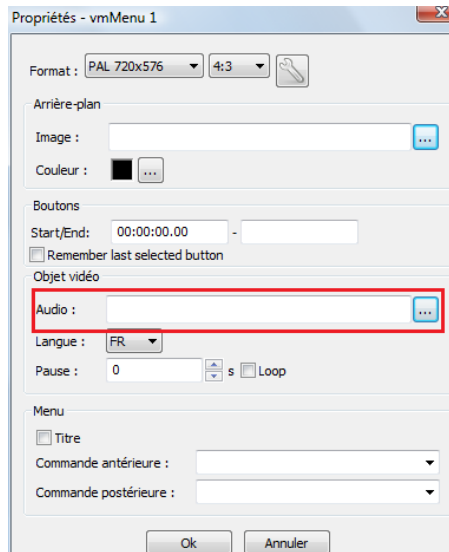 Propriétés - vmMenu 1
Format : PAL 720x576 4:3
Arrière-plan
Image : ...
Couleur : ...
Boutons
Start/End: 00:00:00.00 -
Remember last selected button
Objet vidéo
Audio : ...
Langue : FR
Pause : 0 s Loop
Menu
Titre
Commande antérieure :
Commande postérieure :
Ok Annuler